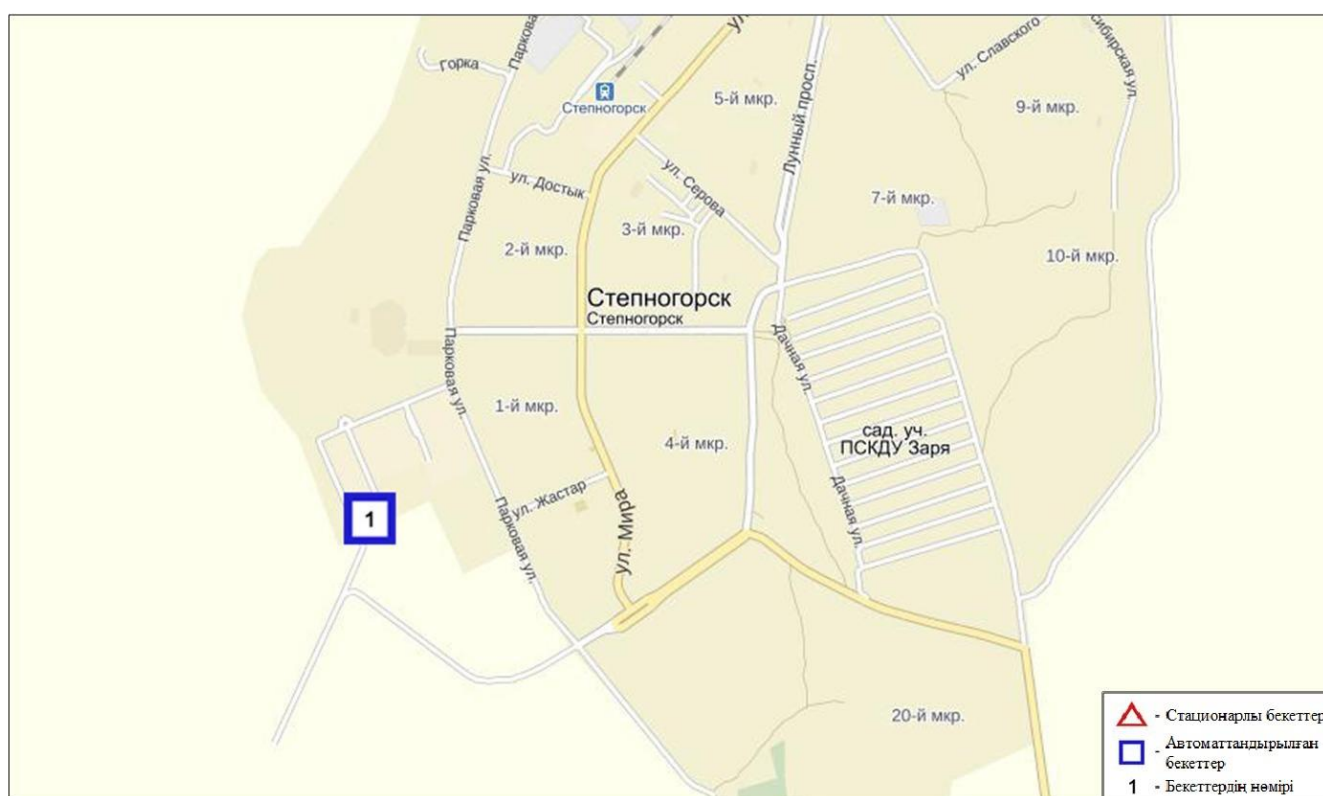 Парковая
ул.
Горка
Степногорск
5-й мкр.
Лунный просп.
ул. Славского
сибирская ул.
9-й мкр.
Парковая ул.
ул. Достык
ул. Серова
7-й мкр.
2-й мкр.
3-й мкр.
10-й мкр.
Степногорск
Степногорск
Парковая ул.
Дачная ул.
1-й мкр.
4-й мкр.
сад. уч.
ПСКДУ Заря
ул. Жастар
Парковая ул.
ул. Мира
Дачная ул.
1
20-й мкр.
- Стационарлы бекеттер
- Автоматтандырылған
бекеттер
1 - Бекеттердің нөмірі